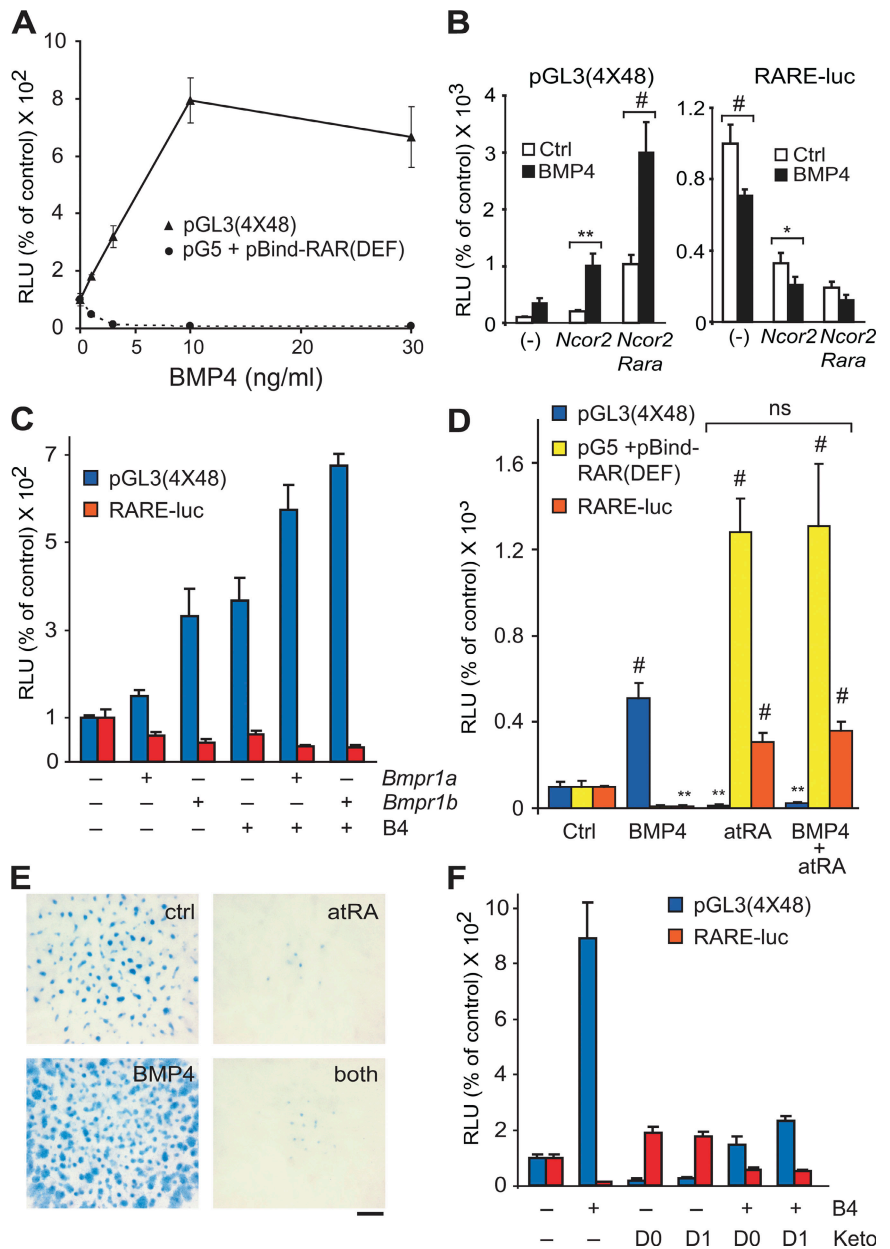 A
RLU (% of control) X 10²
10
8
6
4
2
0
pGL3(4X48)
pG5 + pBind-RAR(DEF)
0
10
20
30
BMP4 (ng/ml)
B
pGL3(4X48)
RLU (% of control) X 10³
4
3
2
1
0
#
**
Ctrl
BMP4
(-)
Ncor2
Ncor2
Rara
RARE-luc
1.2
0.8
0.4
0
#
*
Ctrl
BMP4
(-)
Ncor2
Ncor2
Rara
C
RLU (% of control) X 10²
7
5
3
1
0
pGL3(4X48)
RARE-luc
– + – – + – Bmpr1a
– – + – – + Bmpr1b
– – – + + + B4
D
RLU (% of control) X 10³
1.6
1.2
0.8
0.4
0
pGL3(4X48)
pG5 +pBind-
RAR(DEF)
RARE-luc
ns
# # # # #
** ** **
Ctrl
BMP4
atRA
BMP4
+
atRA
E
ctrl
atRA
BMP4
both
F
RLU (% of control) X 10²
10
8
6
4
2
0
pGL3(4X48)
RARE-luc
– + – – + + B4
– – D0 D1 D0 D1 Keto